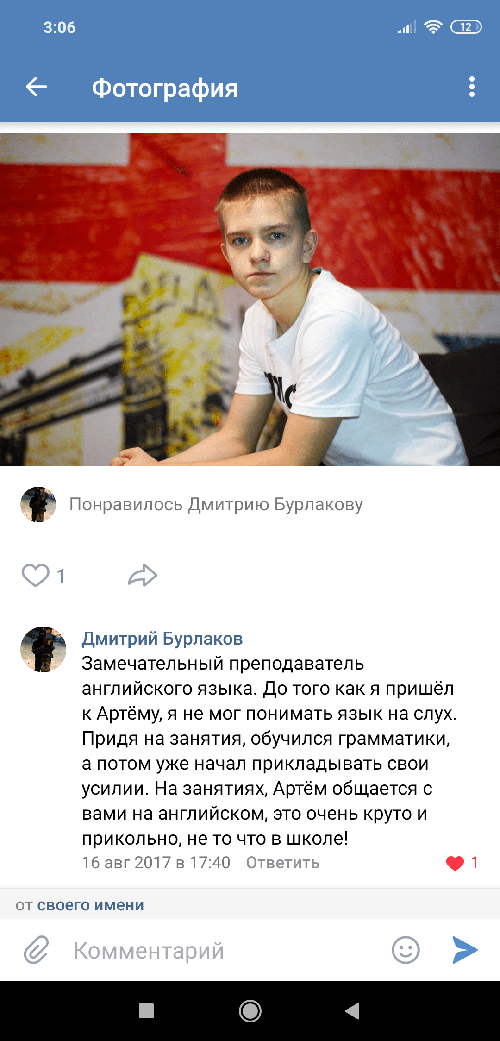 3:06
12
Фотография
Понравилось Дмитрию Бурлакову
1
Дмитрий Бурлаков
Замечательный преподаватель
английского языка. До того как я пришёл
к Артёму, я не мог понимать язык на слух.
Придя на занятия, обучился грамматики,
а потом уже начал прикладывать свои
усилии. На занятиях, Артём общается с
вами на английском, это очень круто и
прикольно, не то что в школе!
16 авг 2017 в 17:40 Ответить 1
от своего имени
Комментарий